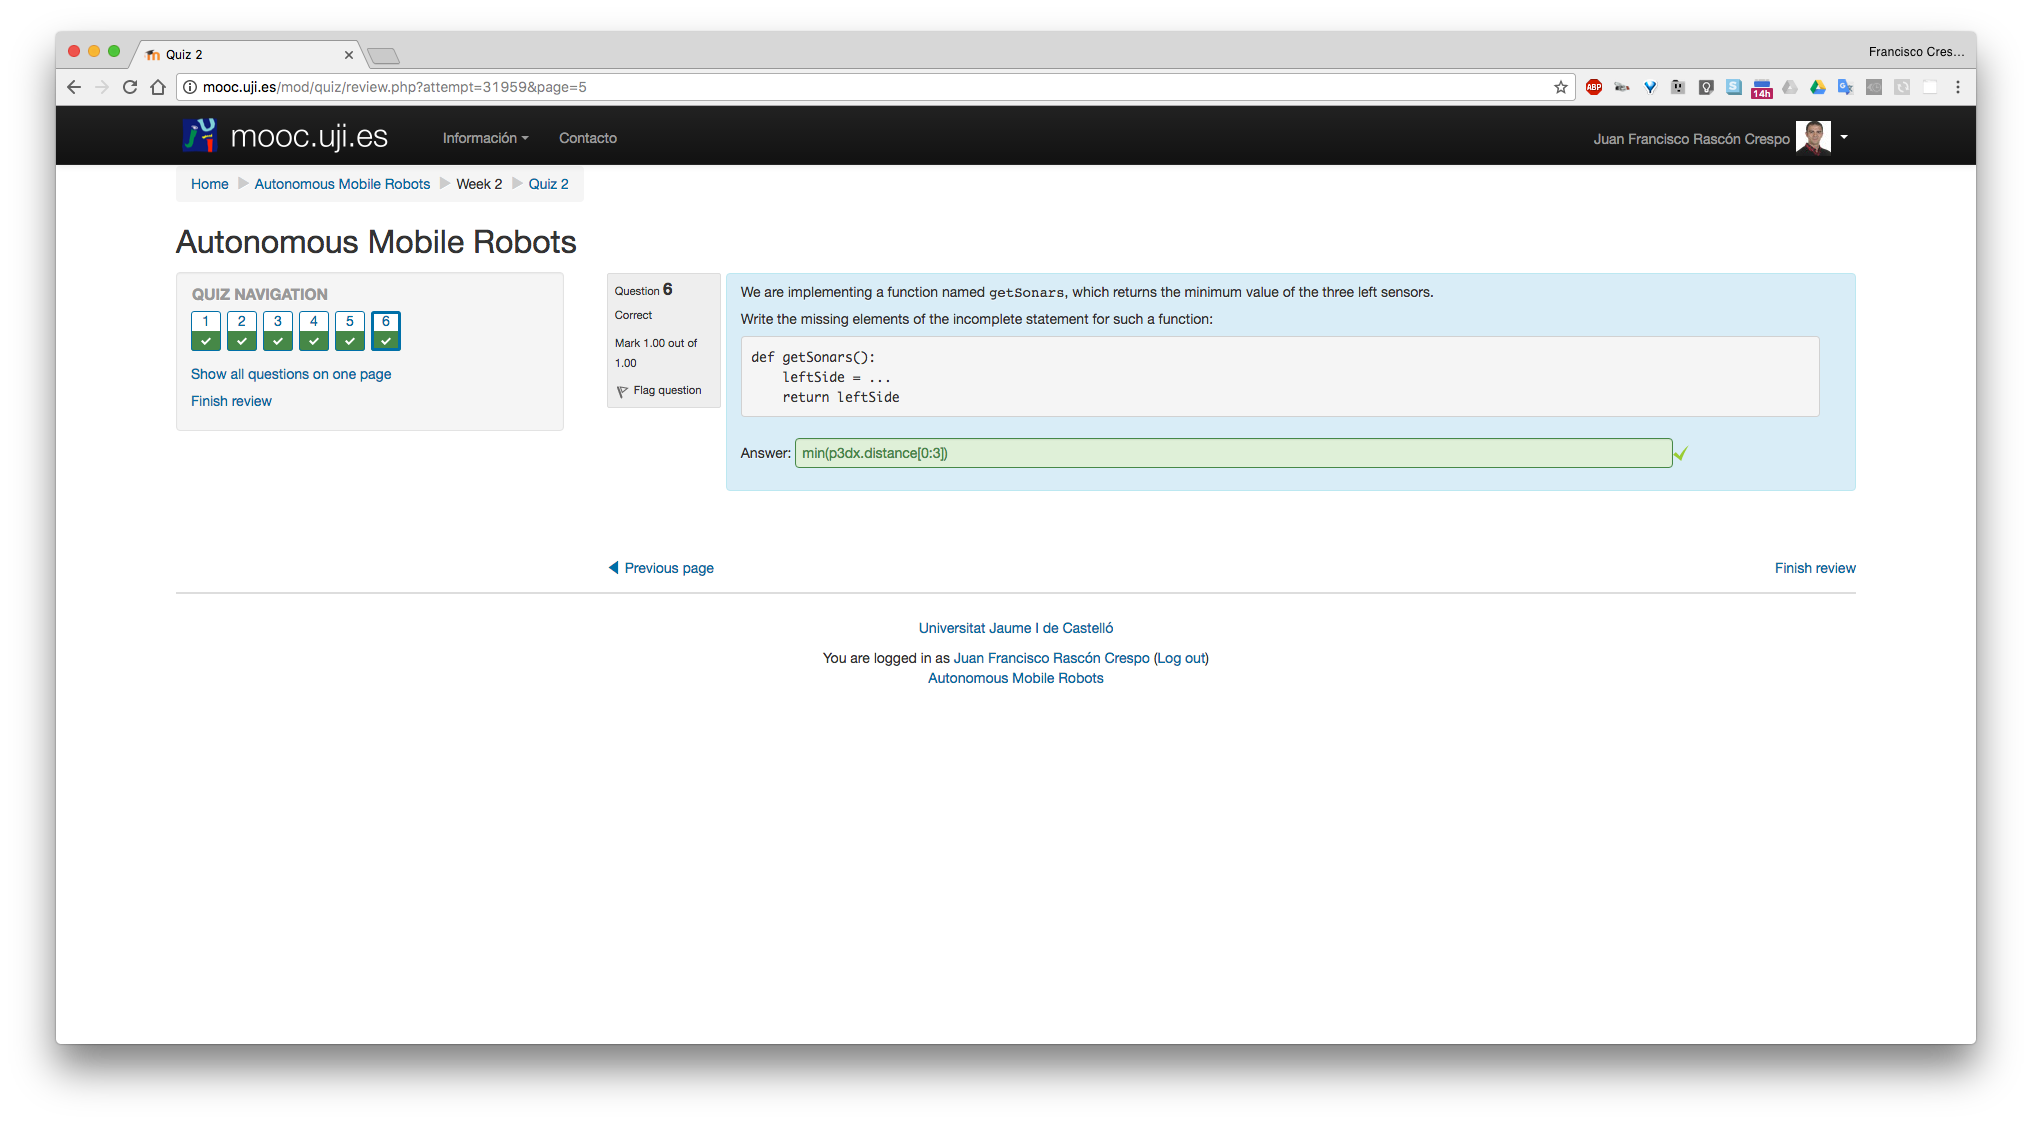 Quiz 2
Francisco Cres...
mooc.uji.es/mod/quiz/review.php?attempt=31959&page=5
ABP
14h
mooc.uji.es
Información
Contacto
Juan Francisco Rascón Crespo
Home
Autonomous Mobile Robots
Week 2
Quiz 2
Autonomous Mobile Robots
QUIZ NAVIGATION
1 2 3 4 5 6
Show all questions on one page
Finish review
Question 6
Correct
Mark 1.00 out of
1.00
Flag question
We are implementing a function named getSonars, which returns the minimum value of the three left sensors.
Write the missing elements of the incomplete statement for such a function:
def getSonars():
    leftSide = ...
    return leftSide
Answer: min(p3dx.distance[0:3])
Previous page
Finish review
Universitat Jaume I de Castelló
You are logged in as Juan Francisco Rascón Crespo (Log out)
Autonomous Mobile Robots